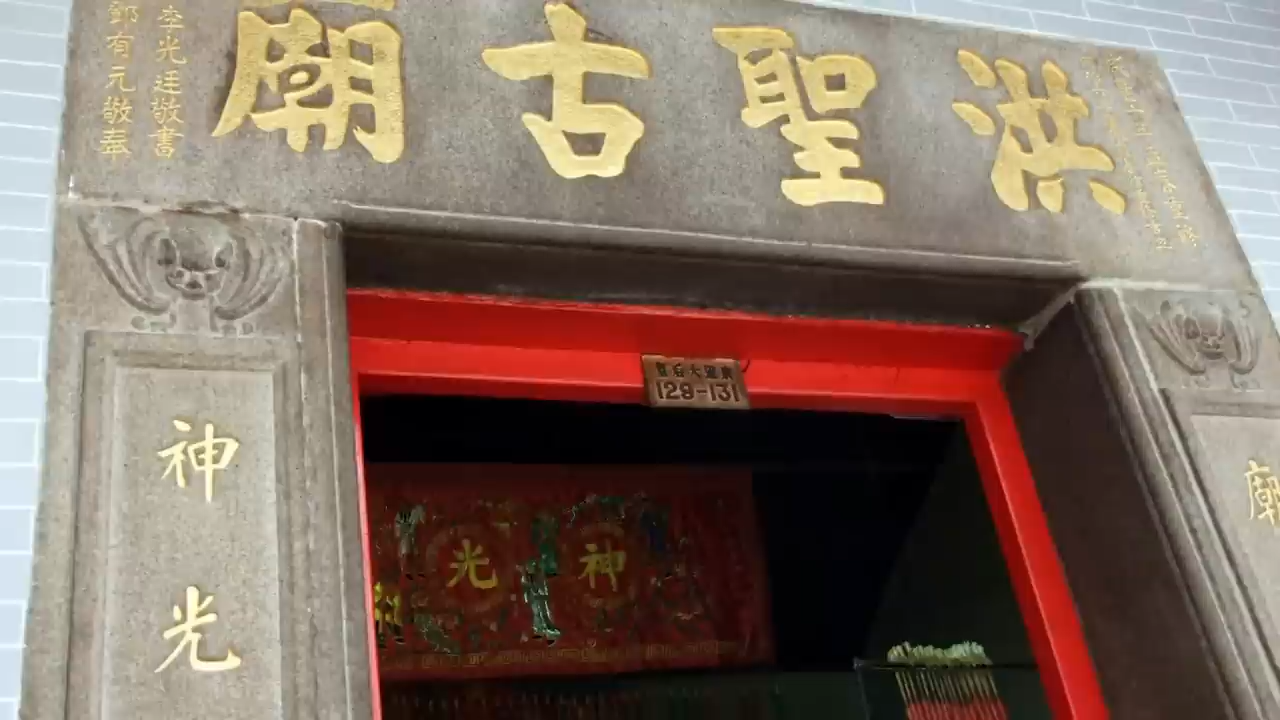 洪聖古廟
李光廷敬書
鄧有元敬奉
皇后大道東
129-131
神光
神光
廟